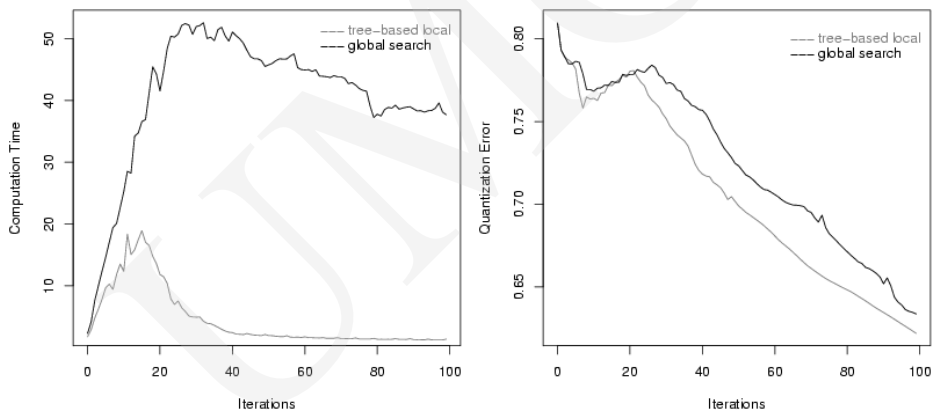 tree-based local
global search
Computation Time
50
40
30
20
10
0
20
40
60
80
100
Iterations
tree-based local
global search
Quantization Error
0.80
0.75
0.70
0.65
0
20
40
60
80
100
Iterations